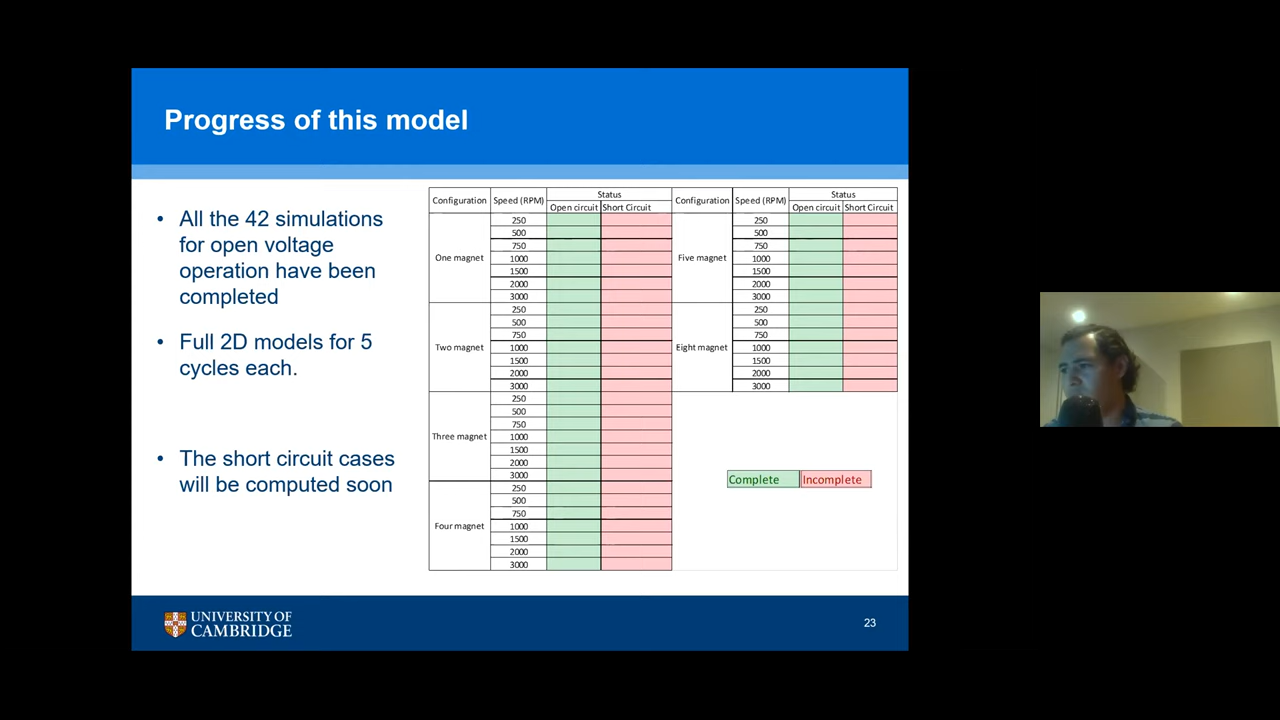 Progress of this model
• All the 42 simulations
for open voltage
operation have been
completed
• Full 2D models for 5
cycles each.
• The short circuit cases
will be computed soon
Configuration Speed (RPM) Status
Open circuit Short Circuit
One magnet
250
500
750
1000
1500
2000
3000
Two magnet
250
500
750
1000
1500
2000
3000
Three magnet
250
500
750
1000
1500
2000
3000
Four magnet
250
500
750
1000
1500
2000
3000
Configuration Speed (RPM) Status
Open circuit Short Circuit
Five magnet
250
500
750
1000
1500
2000
3000
Eight magnet
250
500
750
1000
1500
2000
3000
Complete Incomplete
UNIVERSITY OF
CAMBRIDGE
23